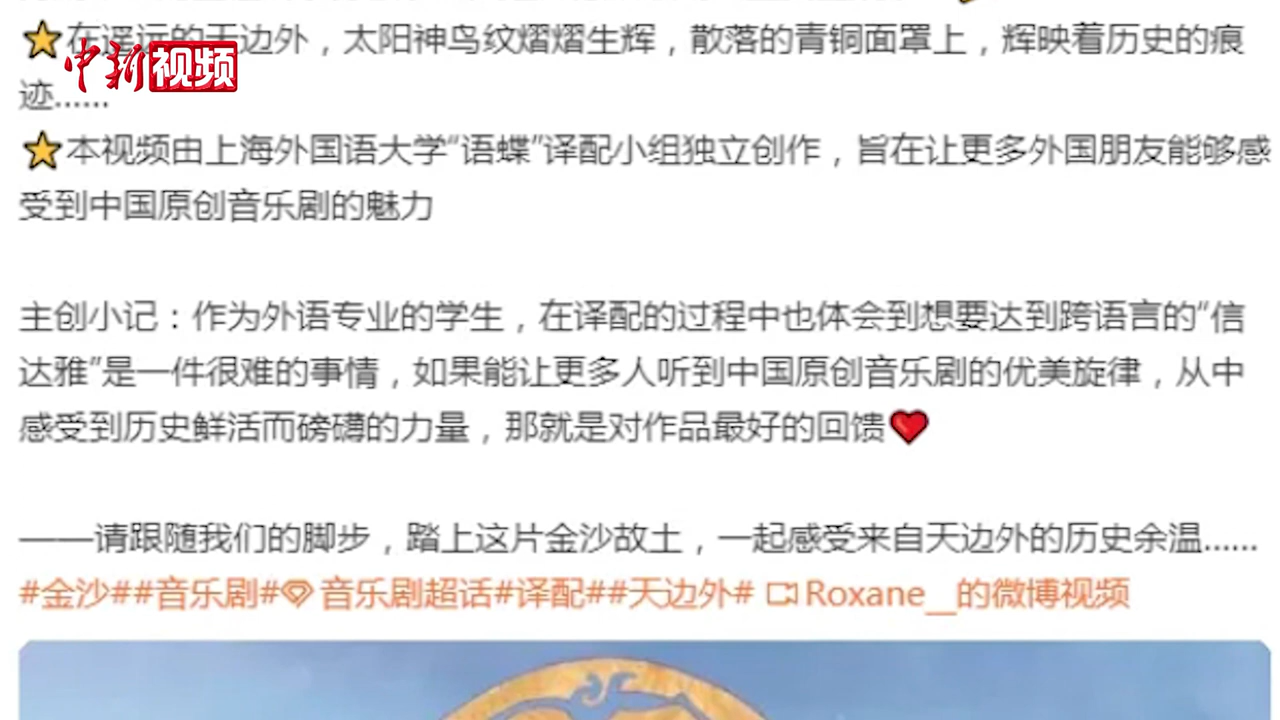 ⭐在遥远的天边外，太阳神鸟纹熠熠生辉，散落的青铜面罩上，辉映着历史的痕
中新视频
迹......
⭐本视频由上海外国语大学“语蝶”译配小组独立创作，旨在让更多外国朋友能够感
受到中国原创音乐剧的魅力
主创小记：作为外语专业的学生，在译配的过程中也体会到想要达到跨语言的“信
达雅”是一件很难的事情，如果能让更多人听到中国原创音乐剧的优美旋律，从中
感受到历史鲜活而磅礴的力量，那就是对作品最好的回馈❤
——请跟随我们的脚步，踏上这片金沙故土，一起感受来自天边外的历史余温......
#金沙##音乐剧#音乐剧超话#译配##天边外# Roxane__的微博视频